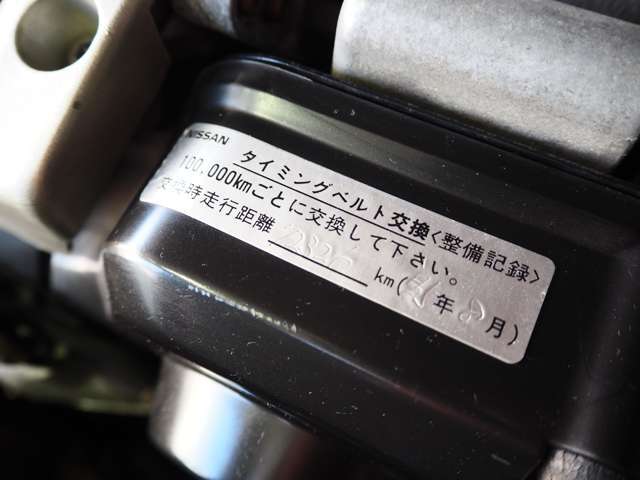 NISSAN
タイミングベルト交換<整備記録>
100.000kmごとに交換して下さい。
交換時走行距離 km( 年8月)